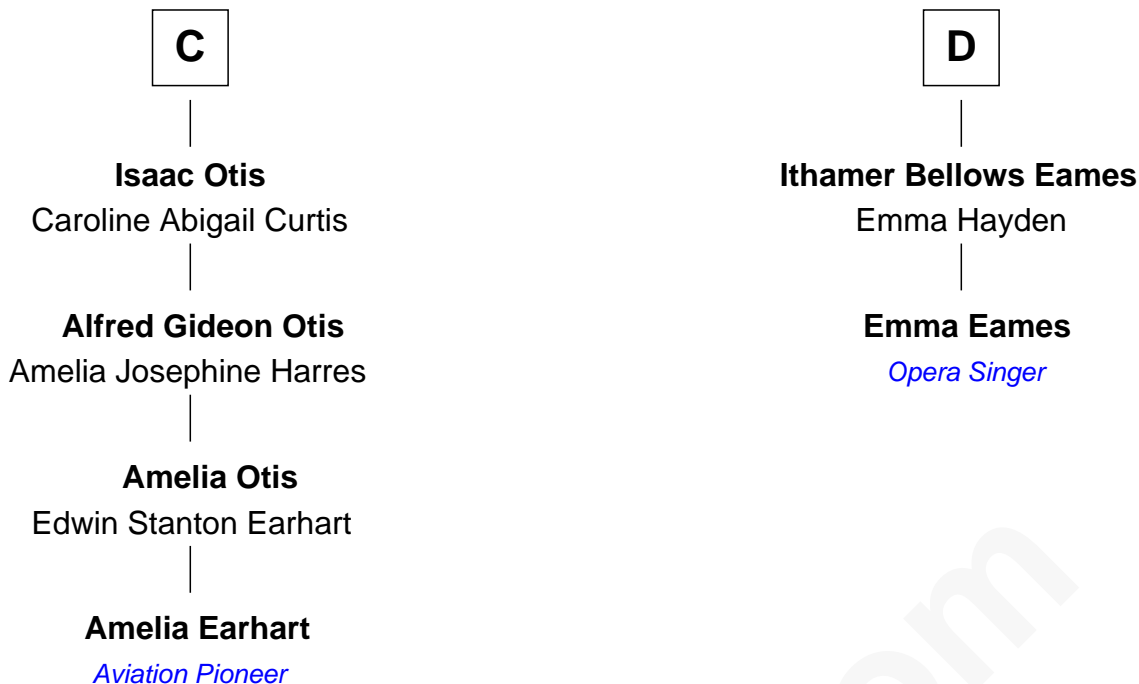 C
Isaac Otis
Caroline Abigail Curtis
Alfred Gideon Otis
Amelia Josephine Harres
Amelia Otis
Edwin Stanton Earhart
Amelia Earhart
Aviation Pioneer
D
Ithamer Bellows Eames
Emma Hayden
Emma Eames
Opera Singer
om